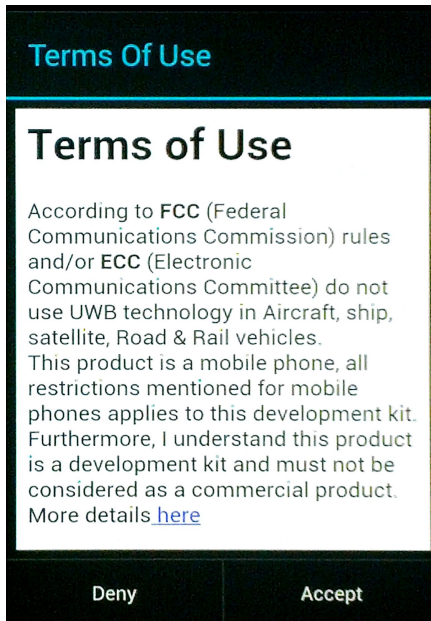 Terms Of Use
Terms of Use
According to FCC (Federal
Communications Commission) rules
and/or ECC (Electronic
Communications Committee) do not
use UWB technology in Aircraft, ship,
satellite, Road & Rail vehicles.
This product is a mobile phone, all
restrictions mentioned for mobile
phones applies to this development kit.
Furthermore, I understand this product
is a development kit and must not be
considered as a commercial product.
More details here
Deny Accept